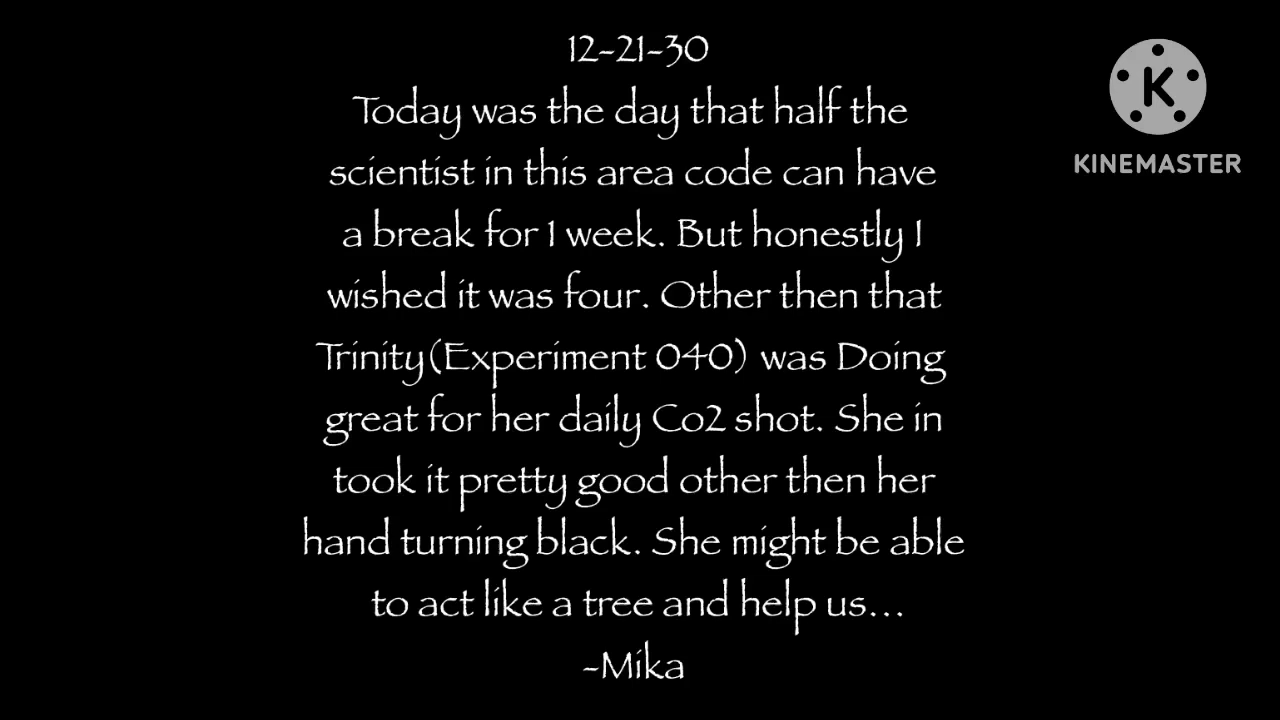 12-21-30
Today was the day that half the
scientist in this area code can have
a break for 1 week. But honestly I
wished it was four. Other then that
Trinity(Experiment 040) was Doing
great for her daily Co2 shot. She in
took it pretty good other then her
hand turning black. She might be able
to act like a tree and help us...
-Mika
K
KINEMASTER